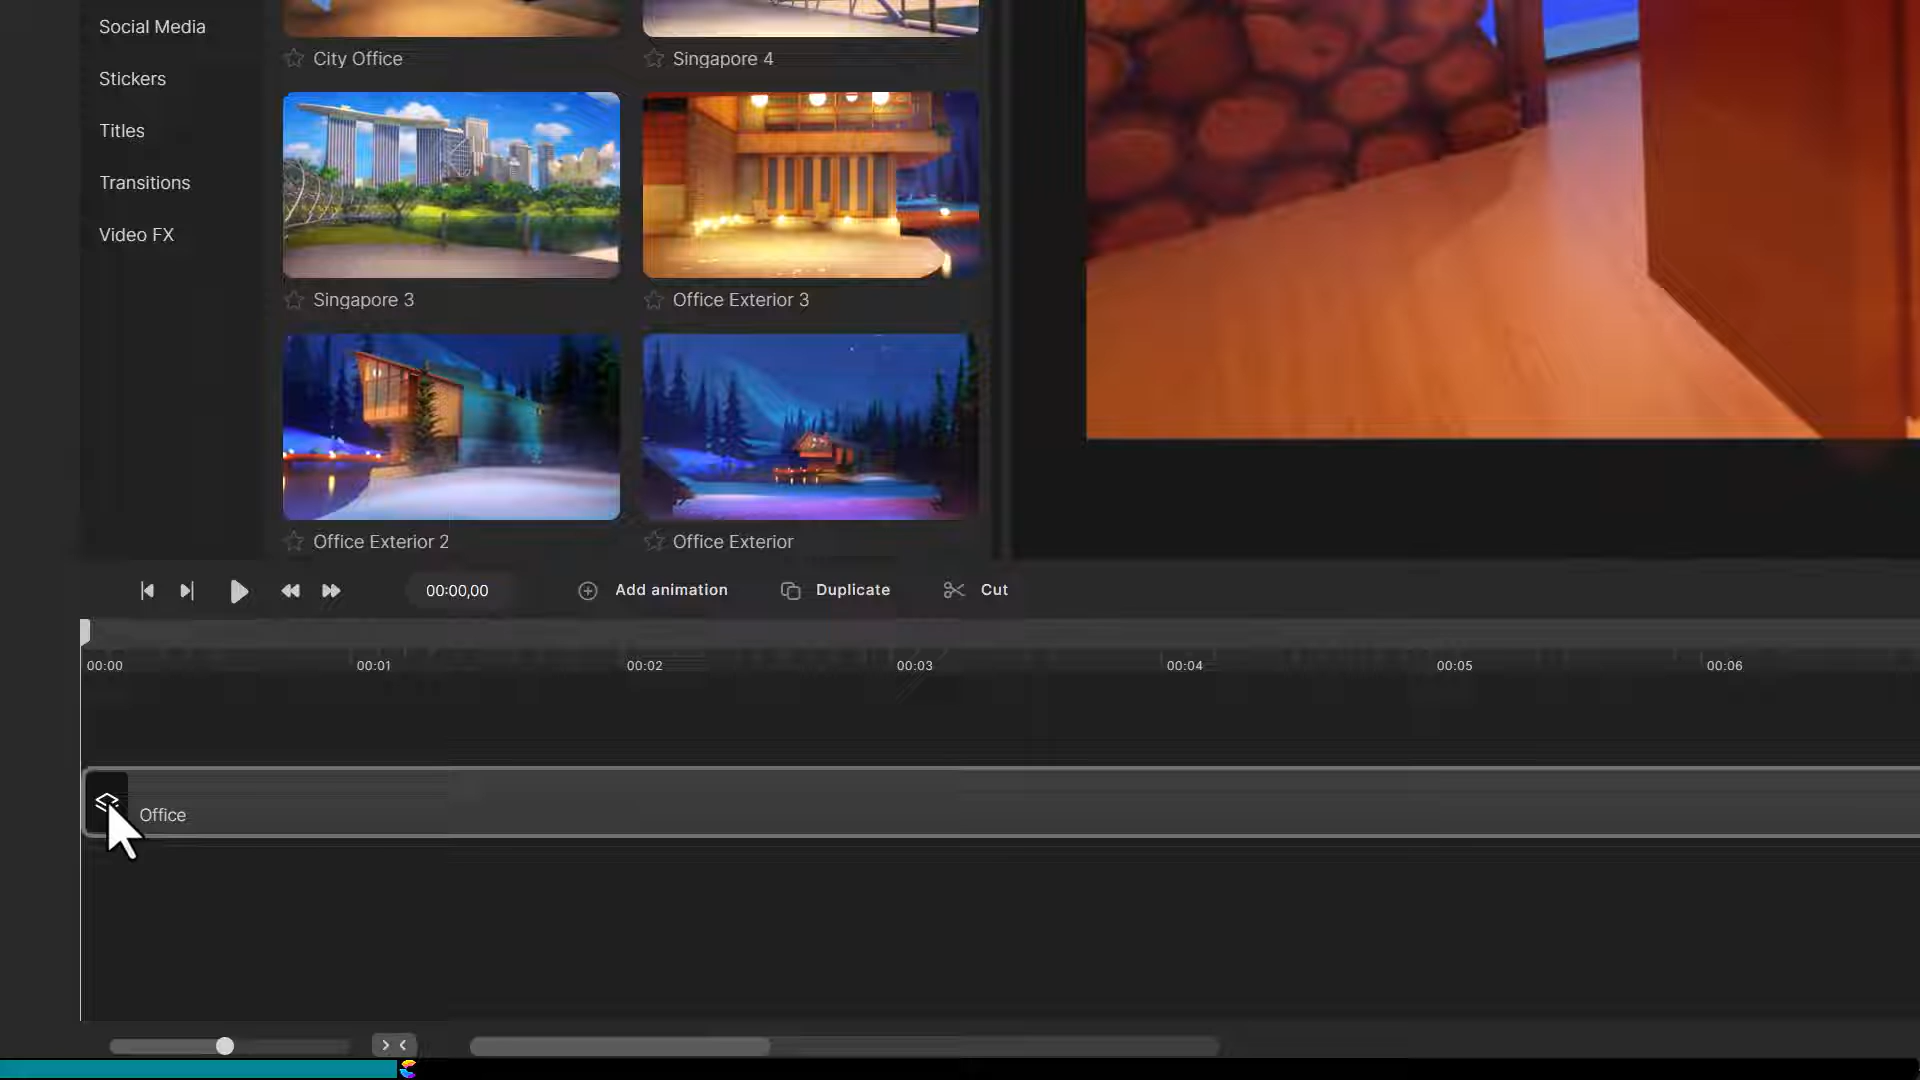 Social Media
Stickers
Titles
Transitions
Video FX
City Office
Singapore 4
Singapore 3
Office Exterior 3
Office Exterior 2
Office Exterior
00:00,00
Add animation
Duplicate
Cut
00:00
00:01
00:02
00:03
00:04
00:05
00:06
Office